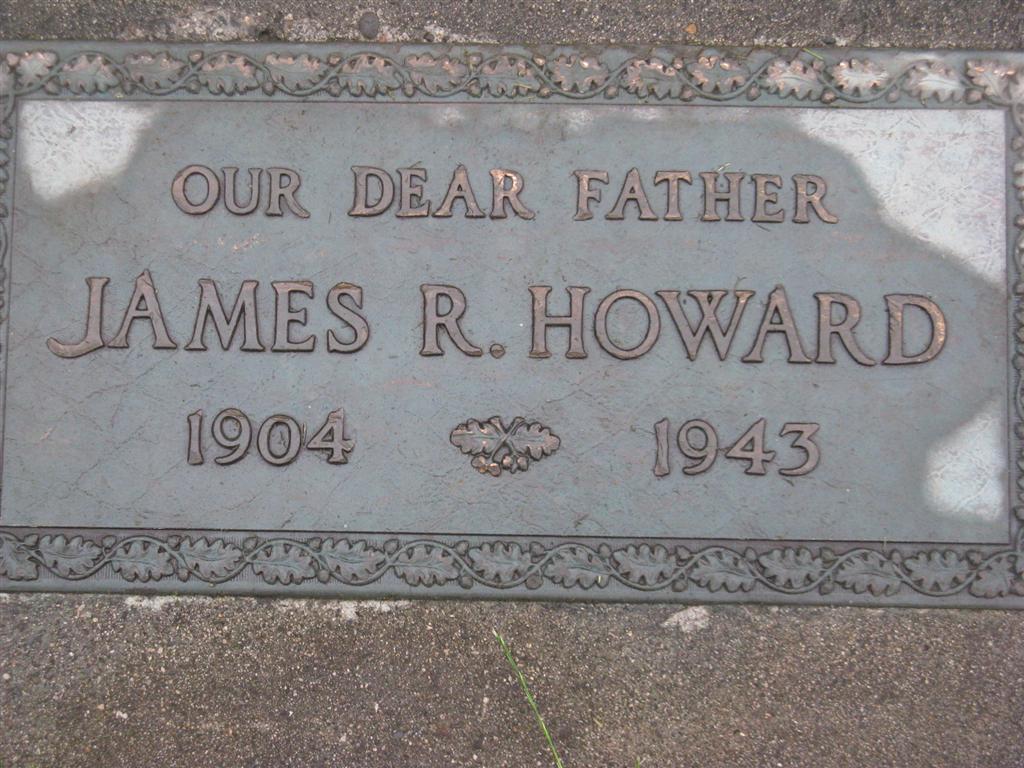 OUR DEAR FATHER
JAMES R. HOWARD
1904 1943